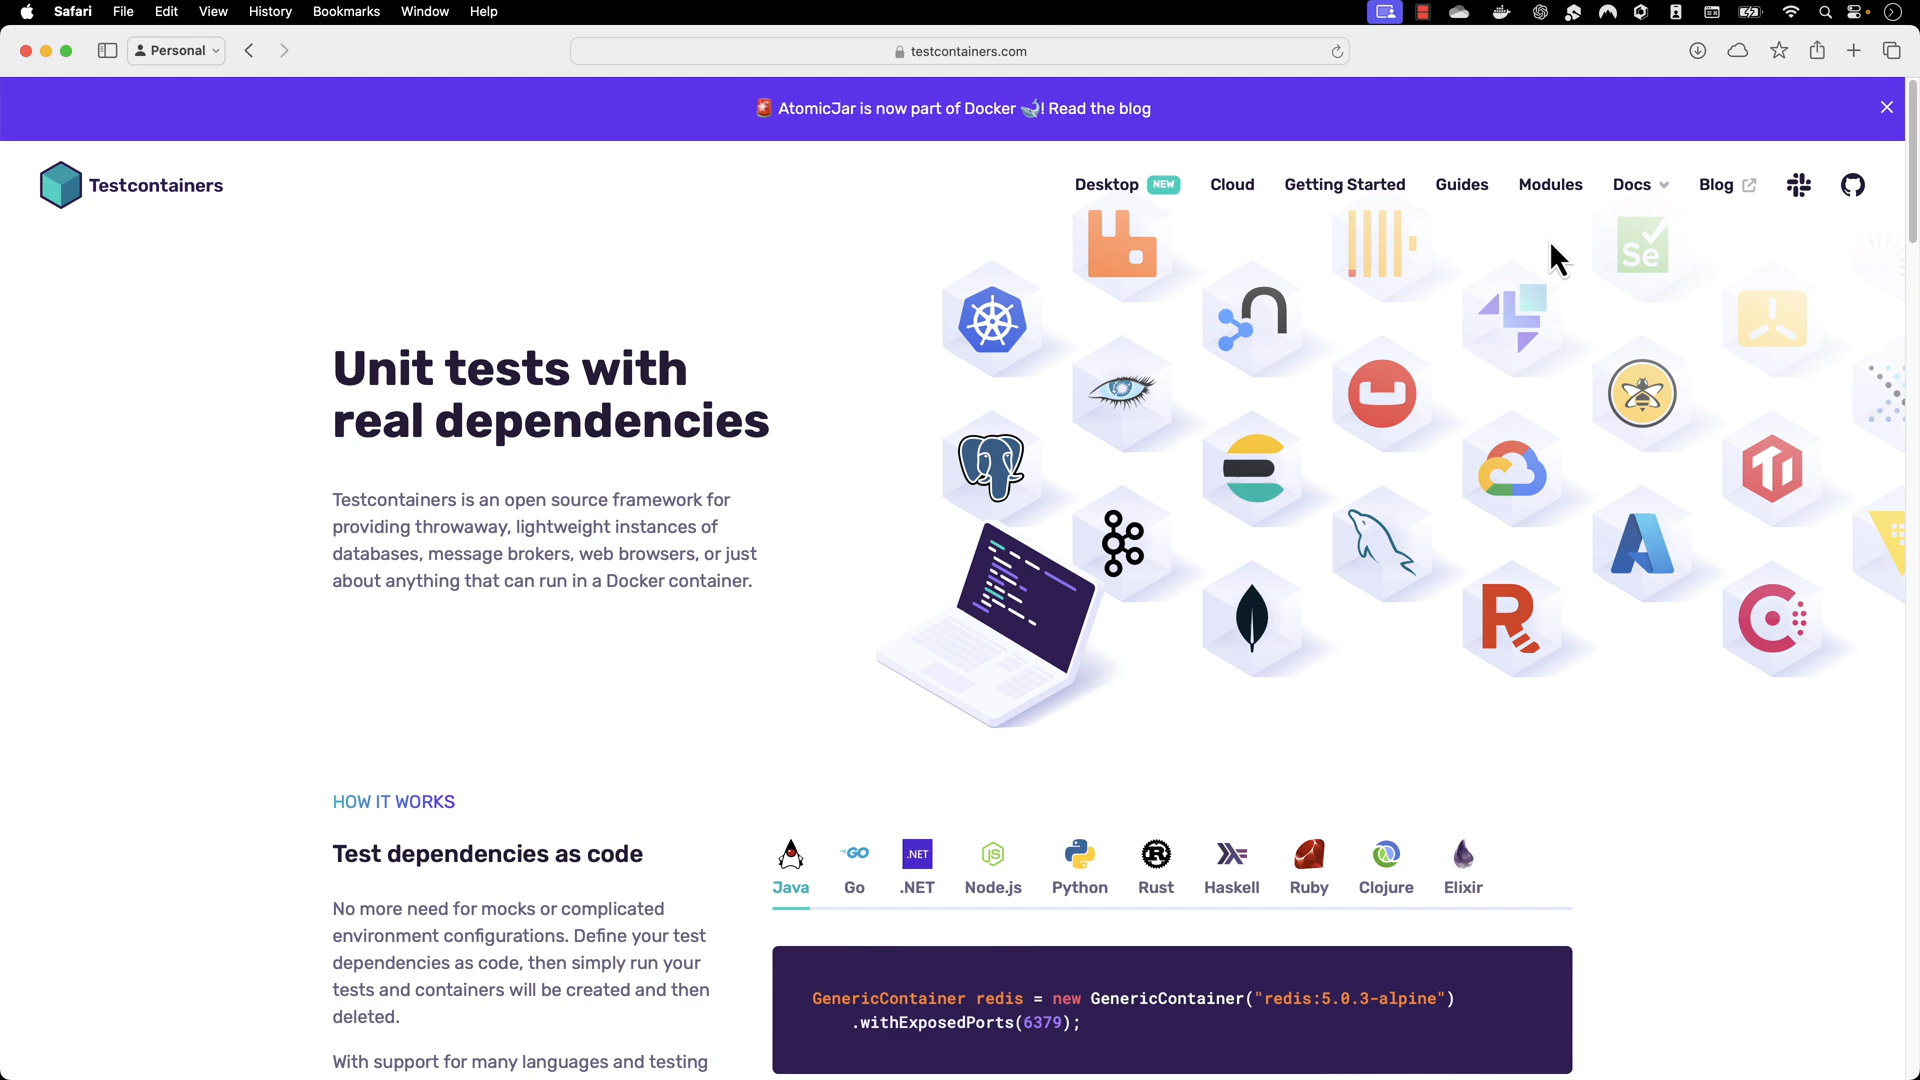 Safari File Edit View History Bookmarks Window Help
Personal
testcontainers.com
AtomicJar is now part of Docker ! Read the blog
Testcontainers
Desktop NEW Cloud Getting Started Guides Modules Docs Blog
Se
Unit tests with
real dependencies
Testcontainers is an open source framework for
providing throwaway, lightweight instances of
databases, message brokers, web browsers, or just
about anything that can run in a Docker container.
HOW IT WORKS
Test dependencies as code
No more need for mocks or complicated
environment configurations. Define your test
dependencies as code, then simply run your
tests and containers will be created and then
deleted.
With support for many languages and testing
GO .NET JS R
Java Go .NET Node.js Python Rust Haskell Ruby Clojure Elixir
GenericContainer redis = new GenericContainer("redis:5.0.3-alpine")
.withExposedPorts(6379);